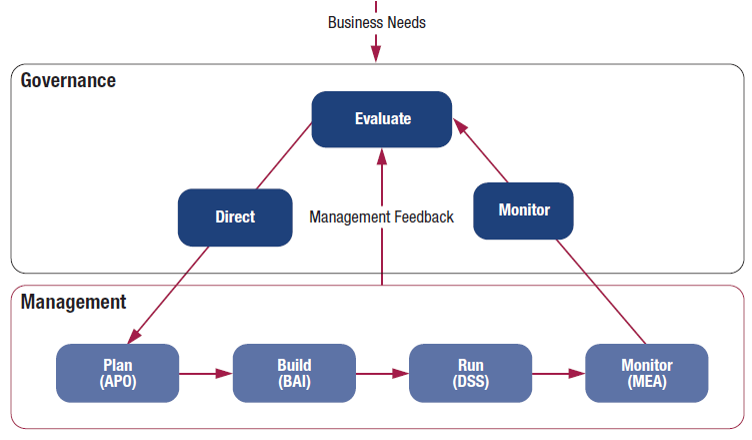 Business Needs
Governance
Evaluate
Direct
Management Feedback
Monitor
Management
Plan
(APO)
Build
(BAI)
Run
(DSS)
Monitor
(MEA)